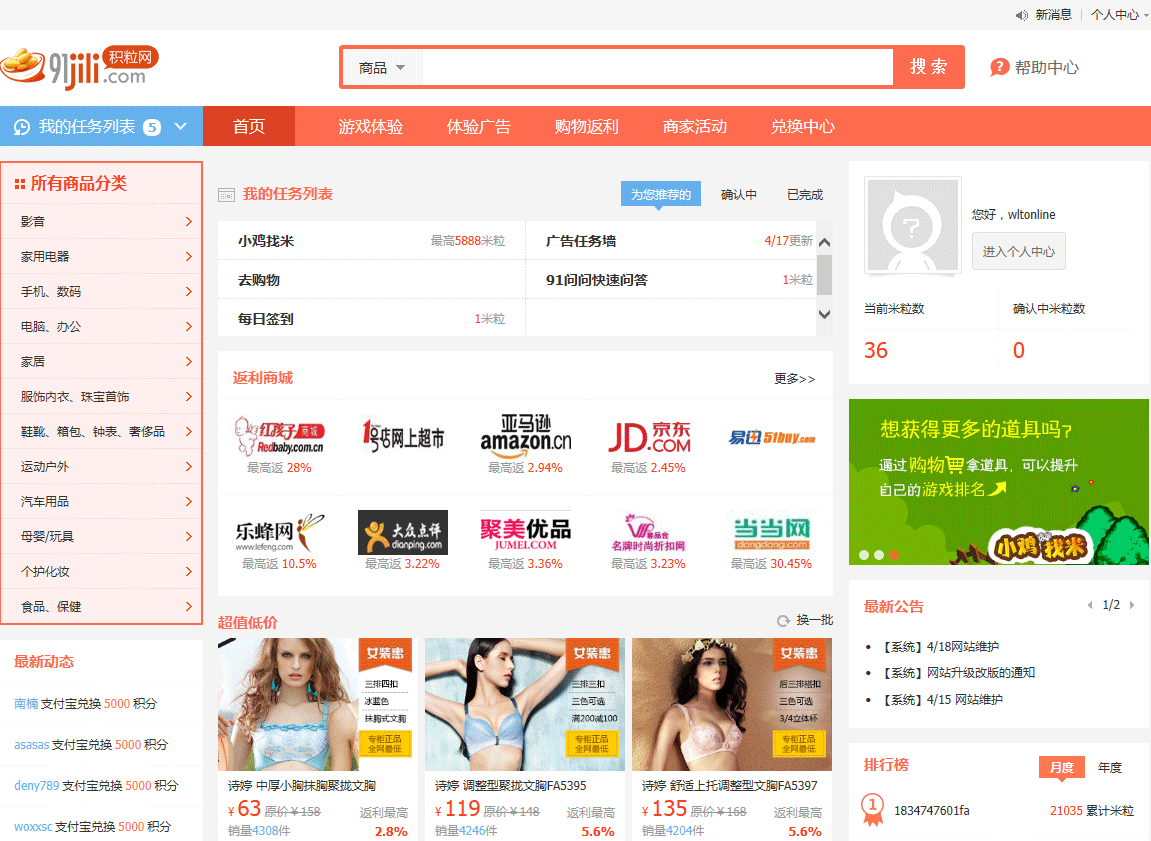 新消息
个人中心
91jili.com
积粒网
商品
搜 索
帮助中心
我的任务列表 5
首页
游戏体验
体验广告
购物返利
商家活动
兑换中心
所有商品分类
影音
家用电器
手机、数码
电脑、办公
家居
服饰内衣、珠宝首饰
鞋靴、箱包、钟表、奢侈品
运动户外
汽车用品
母婴/玩具
个护化妆
食品、保健
最新动态
南楠 支付宝兑换 5000 积分
asasas 支付宝兑换 5000 积分
deny789 支付宝兑换 5000 积分
woxxsc 支付宝兑换 5000 积分
我的任务列表
为您推荐的
确认中
已完成
小鸡找米 最高5888米粒
广告任务墙 4/17更新
去购物
91问问快速问答 1米粒
每日签到 1米粒
返利商城
更多>>
红孩子 商城
Redbaby.com.cn
最高返 28%
1号店网上超市
亚马逊
amazon.cn
最高返 2.94%
JD 京东
.COM
最高返 2.45%
易迅 51buy.com
乐蜂网
www.lefeng.com
最高返 10.5%
大众点评
dianping.com
最高返 3.22%
聚美优品
JUMEI.COM
最高返 3.36%
唯品会
名牌时尚折扣网
最高返 3.23%
当当网
dangdang.com
最高返 30.45%
超值低价
换一批
女装惠
三排四扣
冰蓝色
抹胸式文胸
专柜正品
全网最低
诗婷 中厚小胸抹胸聚拢文胸
¥ 63 原价¥158 返利最高
销量4308件 2.8%
女装惠
三排三扣
三色可选
满200减100
专柜正品
全网最低
诗婷 调整型聚拢文胸FA5395
¥ 119 原价¥148 返利最高
销量4246件 5.6%
女装惠
后三排搭扣
三色可选
3/4立体杯
专柜正品
全网最低
诗婷 舒适上托调整型文胸FA5397
¥ 135 原价¥168 返利最高
销量4204件 5.6%
?
您好，wltonline
进入个人中心
当前米粒数
确认中米粒数
36
0
想获得更多的道具吗?
通过 购物 拿道具，可以提升
自己的游戏排名
小鸡找米
最新公告
1/2
【系统】4/18网站维护
【系统】网站升级改版的通知
【系统】4/15 网站维护
排行榜
月度
年度
1 1834747601fa 21035 累计米粒